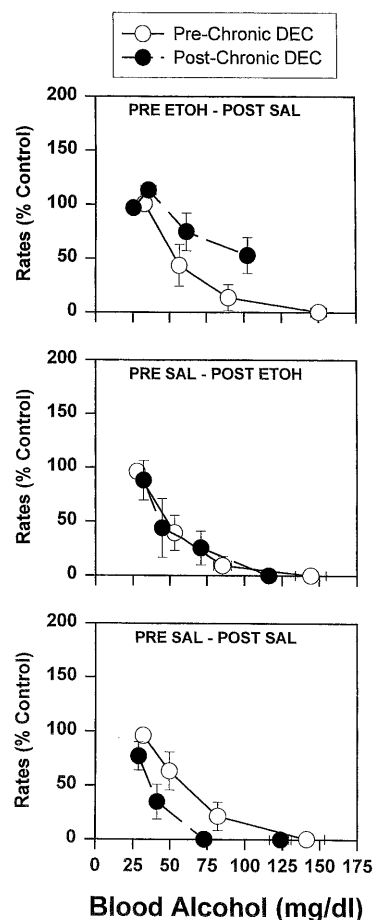 Pre-Chronic DEC
Post-Chronic DEC
200
PRE ETOH - POST SAL
150
100
50
0
Rates (% Control)
200
PRE SAL - POST ETOH
150
100
50
0
Rates (% Control)
200
PRE SAL - POST SAL
150
100
50
0
Rates (% Control)
0 25 50 75 100 125 150 175
Blood Alcohol (mg/dl)